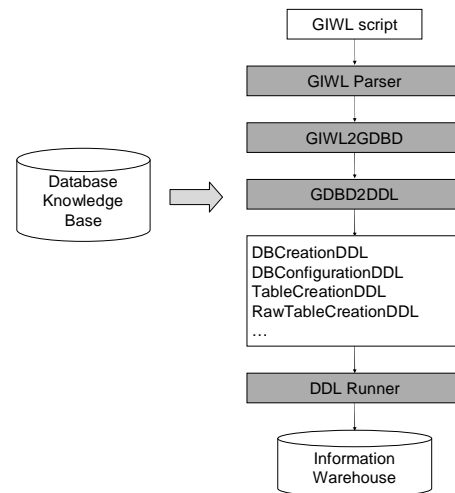 GIWL script
GIWL Parser
GIWL2GDBD
Database
Knowledge
Base
GDBD2DDL
DBCreationDDL
DBConfigurationDDL
TableCreationDDL
RawTableCreationDDL
...
DDL Runner
Information
Warehouse